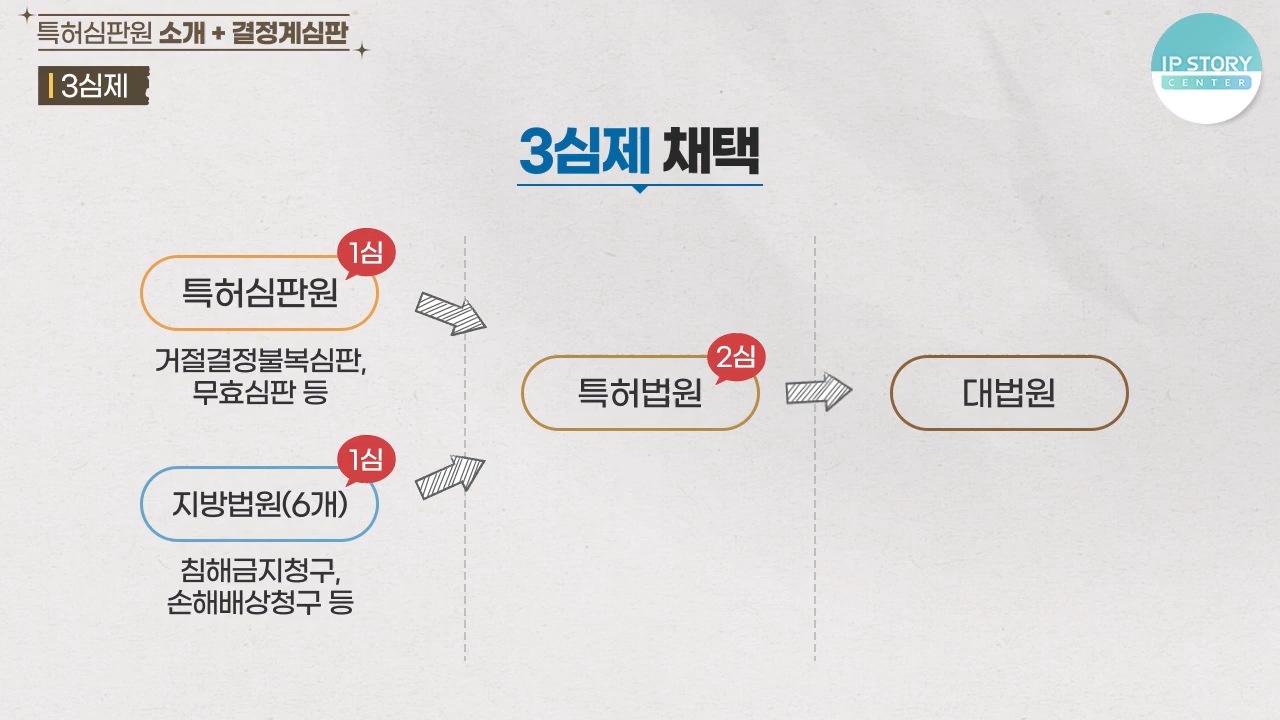 특허심판원 소개 + 결정계심판
3심제
IP STORY
CENTER
3심제 채택
1심
특허심판원
거절결정불복심판,
무효심판 등
1심
지방법원(6개)
침해금지청구,
손해배상청구 등
2심
특허법원
대법원